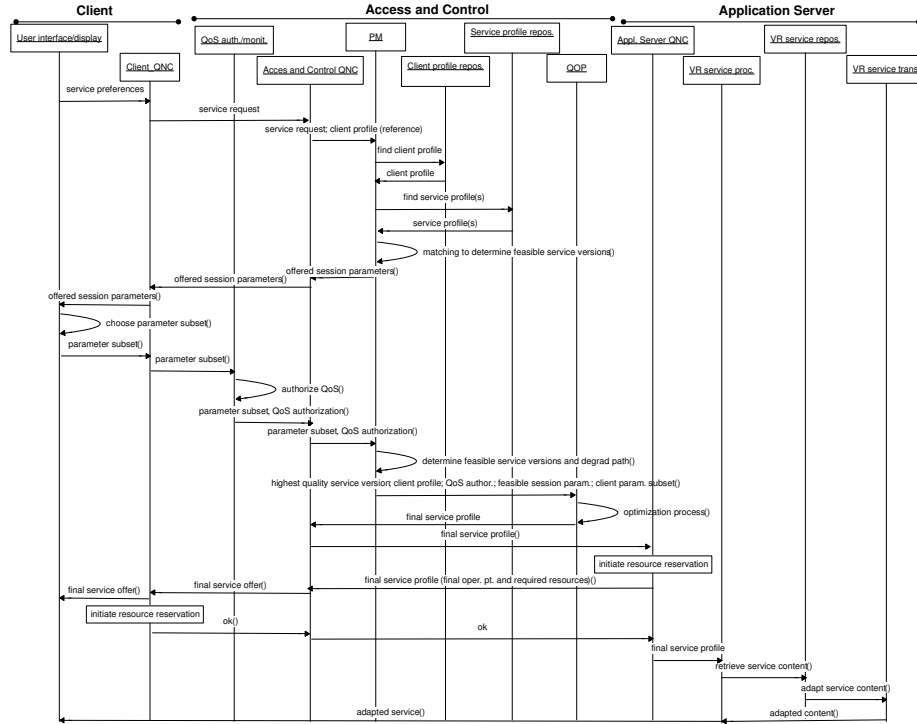 Client
Access and Control
Application Server
User interface/display
QoS auth./monit.
PM
Service profile repos.
Appl. Server QNC
VR service repos.
Client_QNC
Acces and Control QNC
Client profile repos.
QOP
VR service proc.
VR service trans
service preferences
service request
service request; client profile (reference)
find client profile
client profile
find service profile(s)
service profile(s)
matching to determine feasible service versions()
offered session parameters()
offered session parameters()
offered session parameters()
choose parameter subset()
parameter subset()
parameter subset()
authorize QoS()
parameter subset, QoS authorization()
parameter subset, QoS authorization()
determine feasible service versions and degrad path()
highest quality service version; client profile; QoS author.; feasible session param.; client param. subset()
optimization process()
final service profile
final service profile()
initiate resource reservation
final service profile (final oper. pt. and required resources)()
final service offer()
final service offer()
initiate resource reservation
ok()
ok
final service profile
retrieve service content()
adapt service content()
adapted content()
adapted service()